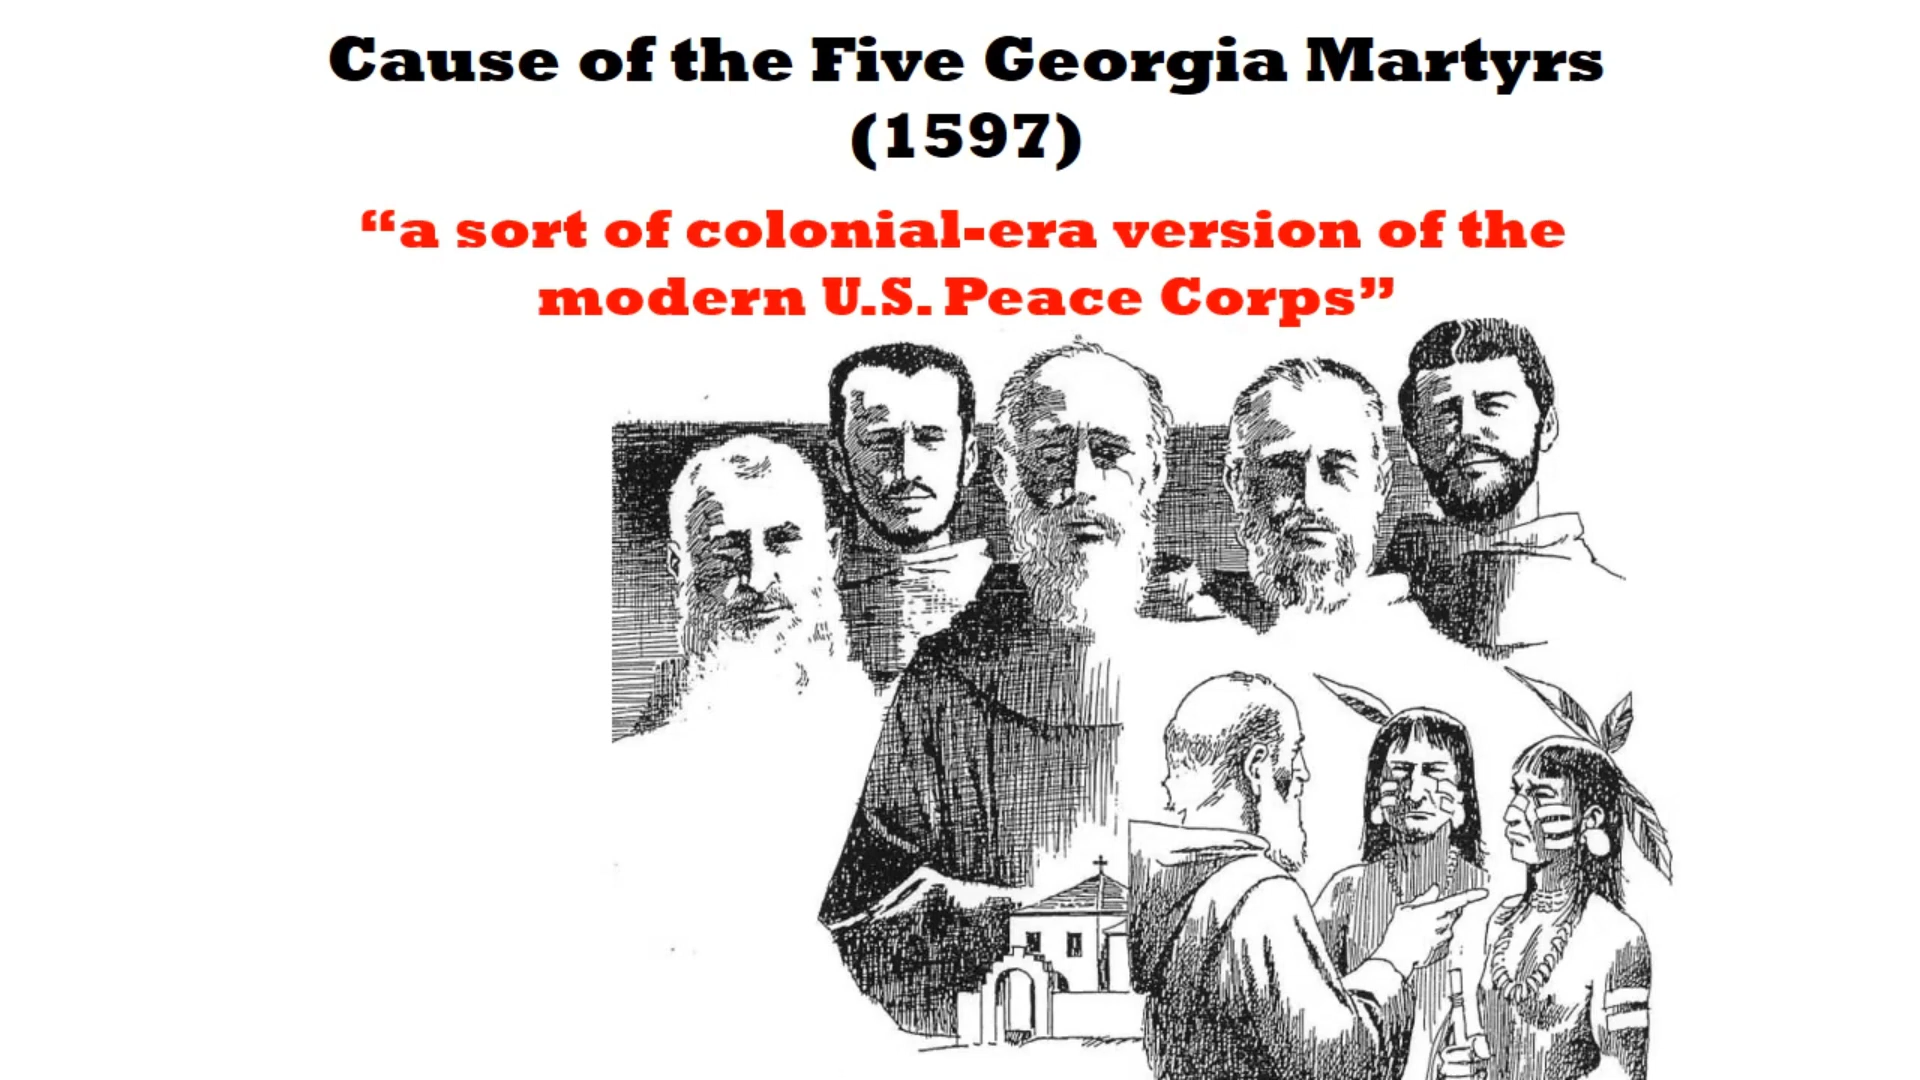 Cause of the Five Georgia Martyrs
(1597)
“a sort of colonial-era version of the
modern U.S. Peace Corps”